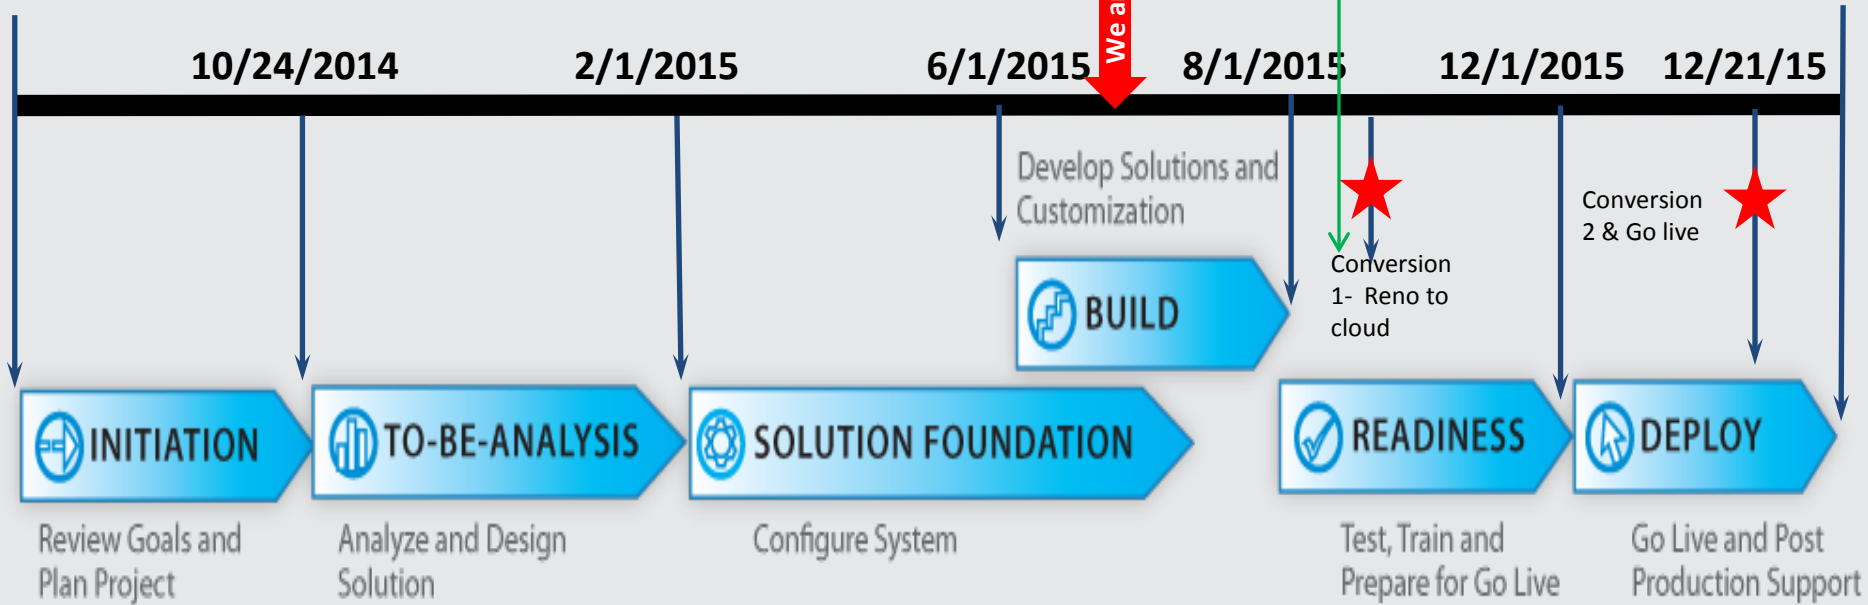 We a
10/24/2014
2/1/2015
6/1/2015
8/1/2015
12/1/2015
12/21/15
Develop Solutions and
Customization
Conversion
2 & Go live
BUILD
Conversion
1- Reno to
cloud
INITIATION
TO-BE-ANALYSIS
SOLUTION FOUNDATION
READINESS
DEPLOY
Review Goals and
Plan Project
Analyze and Design
Solution
Configure System
Test, Train and
Prepare for Go Live
Go Live and Post
Production Support